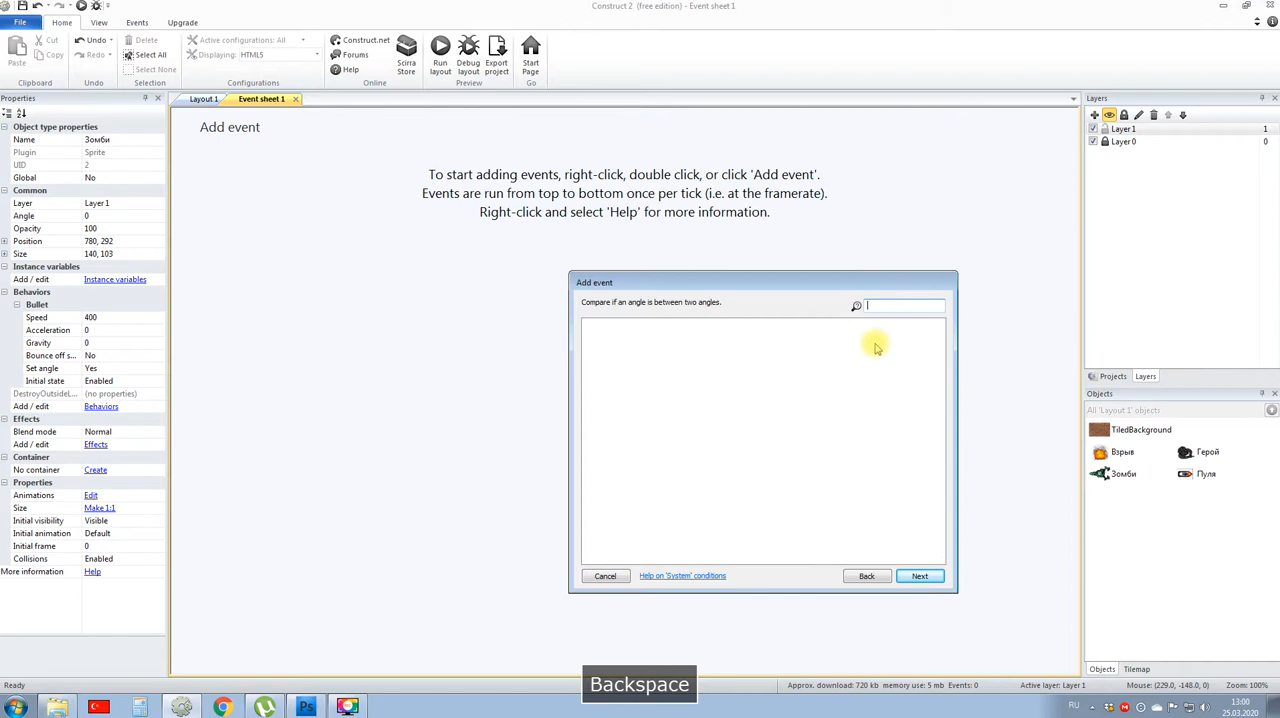 Construct 2 (free edition) - Event sheet 1
File
Home
View
Events
Upgrade
Paste
Cut
Copy
Clipboard
Undo
Redo
Undo
Delete
Select All
Select None
Selection
Active configurations: All
Displaying: HTML5
Configurations
Construct.net
Forums
Help
Online
Scirra Store
Run layout
Debug layout
Export project
Preview
Start Page
Go
Properties
Layout 1
Event sheet 1
Layers
Object type properties
Name Зомби
Plugin Sprite
UID 2
Global No
Common
Layer Layer 1
Angle 0
Opacity 100
Position 780, 292
Size 140, 103
Instance variables
Add / edit Instance variables
Behaviors
Bullet
Speed 400
Acceleration 0
Gravity 0
Bounce off s... No
Set angle Yes
Initial state Enabled
DestroyOutsideL... (no properties)
Add / edit Behaviors
Effects
Blend mode Normal
Add / edit Effects
Container
No container Create
Properties
Animations Edit
Size Make 1:1
Initial visibility Visible
Initial animation Default
Initial frame 0
Collisions Enabled
More information Help
Add event
To start adding events, right-click, double click, or click 'Add event'.
Events are run from top to bottom once per tick (i.e. at the framerate).
Right-click and select 'Help' for more information.
Add event
Compare if an angle is between two angles.
Cancel
Help on 'System' conditions
Back
Next
Layer 1 1
Layer 0 0
Projects
Layers
Objects
All 'Layout 1' objects
TiledBackground
Взрыв
Герой
Зомби
Пуля
Objects
Tilemap
Backspace
Ready
Approx. download: 720 kb
memory use: 5 mb
Events: 0
Active layer: Layer 1
Mouse: (229.0, -148.0, 0)
Zoom: 100%
Ps
RU
13:00
25.03.2020